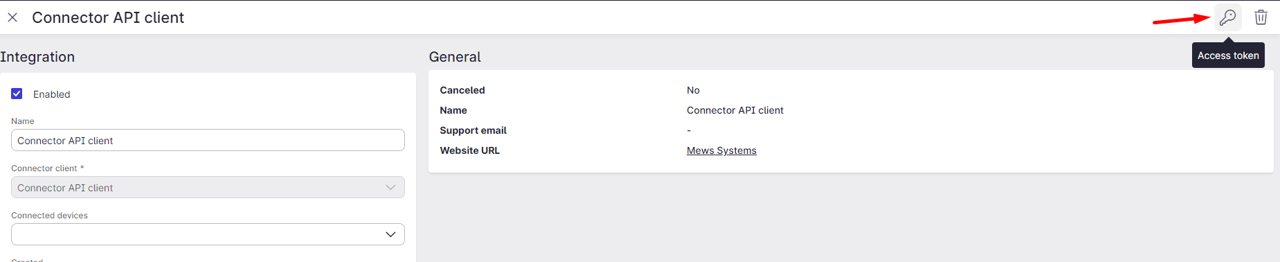 Connector API client
Access token
Integration
Enabled
Name
Connector API client
Connector client *
Connector API client
Connected devices
General
Canceled No
Name Connector API client
Support email -
Website URL Mews Systems